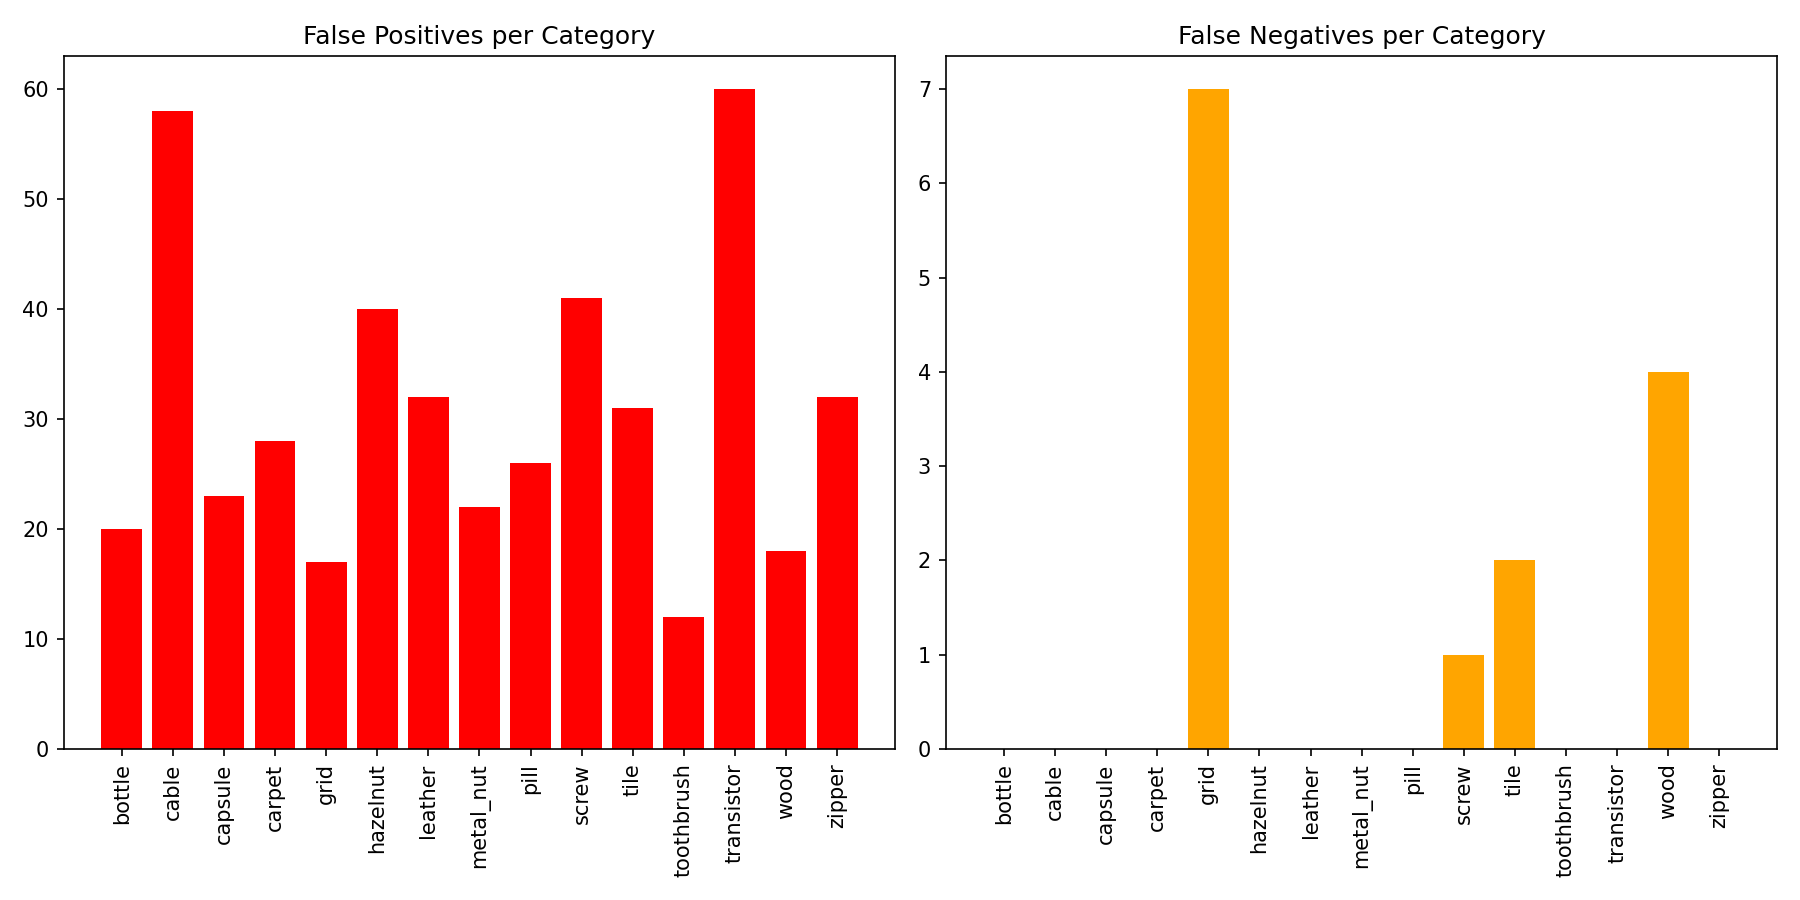 False Positives per Category
60
50
40
30
20
10
0
bottle
cable
capsule
carpet
grid
hazelnut
leather
metal_nut
pill
screw
tile
toothbrush
transistor
wood
zipper
False Negatives per Category
7
6
5
4
3
2
1
0
bottle
cable
capsule
carpet
grid
hazelnut
leather
metal_nut
pill
screw
tile
toothbrush
transistor
wood
zipper